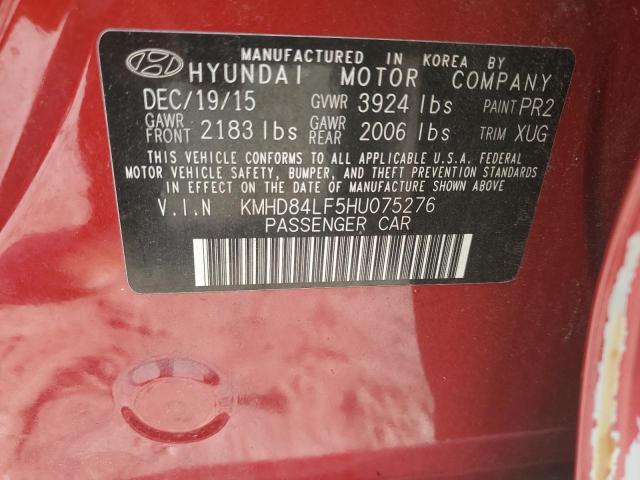 MANUFACTURED IN KOREA BY
HYUNDAI MOTOR COMPANY
DEC/19/15 GVWR 3924 lbs PAINT PR2
GAWR FRONT 2183 lbs GAWR REAR 2006 lbs TRIM XUG
THIS VEHICLE CONFORMS TO ALL APPLICABLE U.S.A. FEDERAL
MOTOR VEHICLE SAFETY, BUMPER, AND THEFT PREVENTION STANDARDS
IN EFFECT ON THE DATE OF MANUFACTURE SHOWN ABOVE
V.I.N KMHD84LF5HU075276
PASSENGER CAR